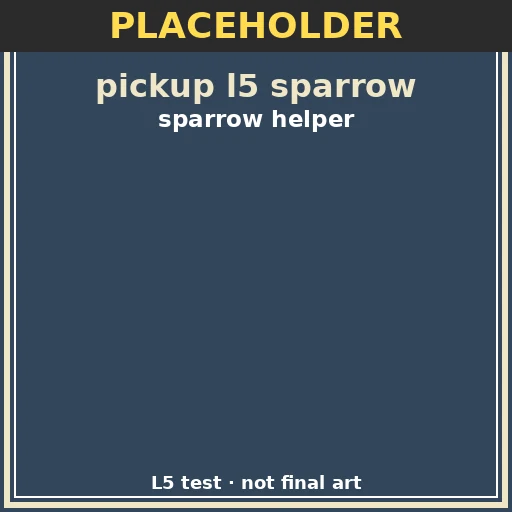 PLACEHOLDER
pickup l5 sparrow
sparrow helper
L5 test · not final art